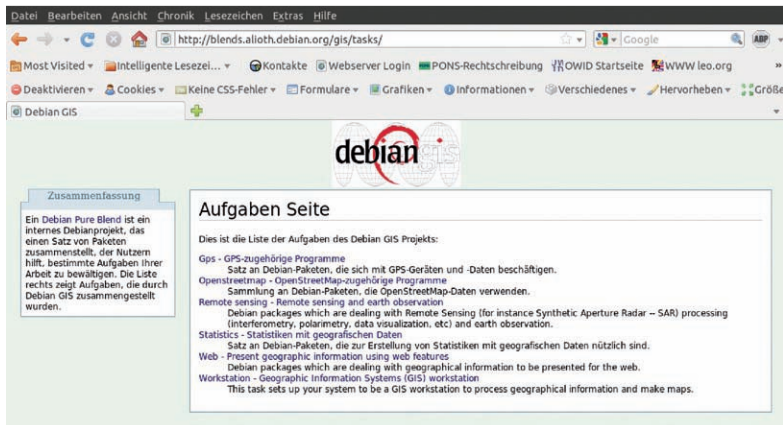 Datei Bearbeiten Ansicht Chronik Lesezeichen Extras Hilfe
http://blends.alioth.debian.org/gis/tasks/
Google
ABP
Most Visited
Intelligente Lesezei...
Kontakte
Webserver Login
PONS-Rechtschreibung
OWID Startseite
WWW leo.org
»
Deaktivieren
Cookies
Keine CSS-Fehler
Formulare
Grafiken
Informationen
Verschiedenes
Hervorheben
Größe
Debian GIS
debian gis
Zusammenfassung
Ein Debian Pure Blend ist ein
internes Debianprojekt, das
einen Satz von Paketen
zusammenstellt, der Nutzern
hilft, bestimmte Aufgaben Ihrer
Arbeit zu bewältigen. Die Liste
rechts zeigt Aufgaben, die durch
Debian GIS zusammengestellt
wurden.
Aufgaben Seite
Dies ist die Liste der Aufgaben des Debian GIS Projekts:
Gps - GPS-zugehörige Programme
Satz an Debian-Paketen, die sich mit GPS-Geräten und -Daten beschäftigen.
Openstreetmap - OpenStreetMap-zugehörige Programme
Sammlung an Debian-Paketen, die OpenStreetMap-Daten verwenden.
Remote sensing - Remote sensing and earth observation
Debian packages which are dealing with Remote Sensing (for instance Synthetic Aperture Radar -- SAR) processing
(interferometry, polarimetry, data visualization, etc) and earth observation.
Statistics - Statistiken mit geografischen Daten
Satz an Debian-Paketen, die zur Erstellung von Statistiken mit geografischen Daten nützlich sind.
Web - Present geographic information using web features
Debian packages which are dealing with geographical information to be presented for the web.
Workstation - Geographic Information Systems (GIS) workstation
This task sets up your system to be a GIS workstation to process geographical information and make maps.